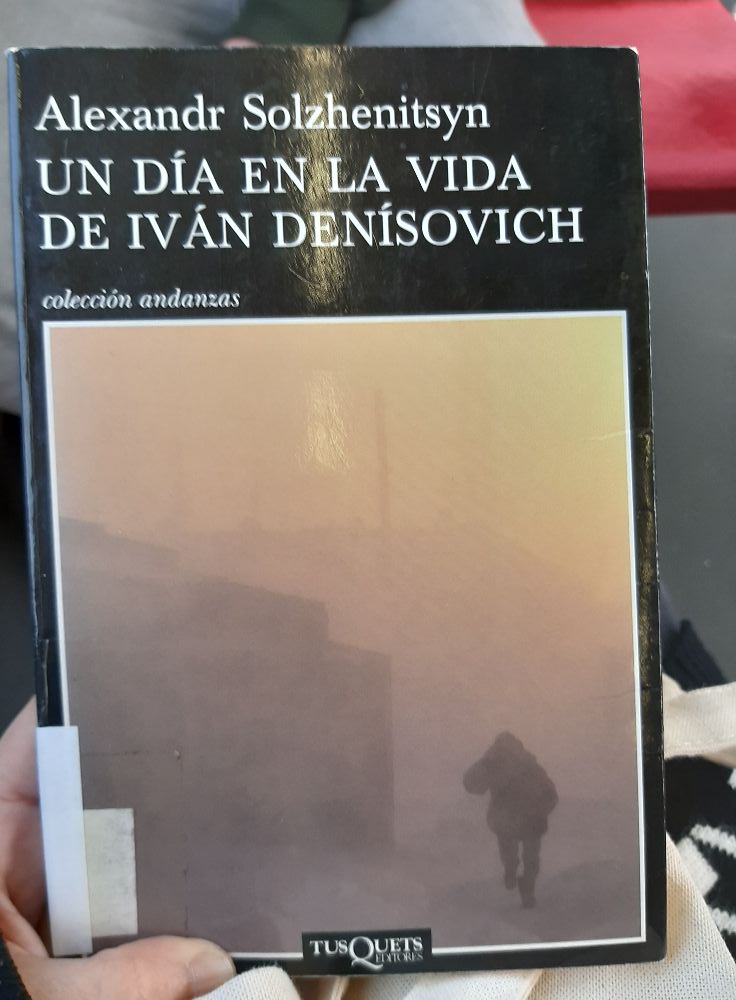 Alexandr Solzhenitsyn
UN DÍA EN LA VIDA
DE IVÁN DENÍSOVICH
colección andanzas
TUSQUETS
EDITORES